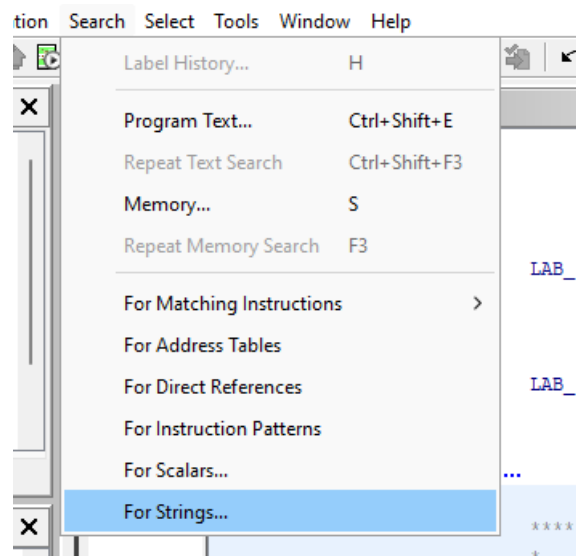 tion Search Select Tools Window Help
Label History... H
Program Text... Ctrl+Shift+E
Repeat Text Search Ctrl+Shift+F3
Memory... S
Repeat Memory Search F3
LAB_
For Matching Instructions >
For Address Tables
For Direct References
LAB_
For Instruction Patterns
For Scalars...
...
For Strings...
****
*